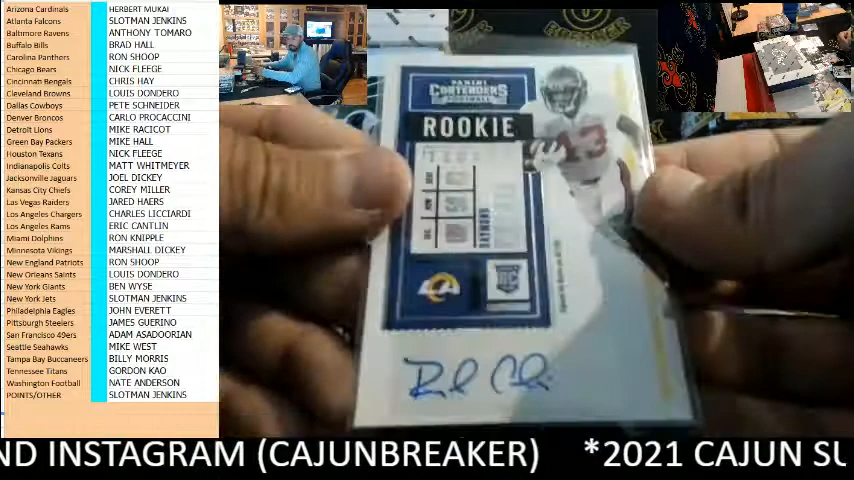 Arizona Cardinals HERBERT MUKAI
Atlanta Falcons SLOTMAN JENKINS
Baltimore Ravens ANTHONY TOMARO
Buffalo Bills BRAD HALL
Carolina Panthers RON SHOOP
Chicago Bears NICK FLEEGE
Cincinnati Bengals CHRIS HAY
Cleveland Browns LOUIS DONDERO
Dallas Cowboys PETE SCHNEIDER
Denver Broncos CARLO PROCACCINI
Detroit Lions MIKE RACICOT
Green Bay Packers MIKE HALL
Houston Texans NICK FLEEGE
Indianapolis Colts MATT WHITMEYER
Jacksonville Jaguars JOEL DICKEY
Kansas City Chiefs COREY MILLER
Las Vegas Raiders JARED HAERS
Los Angeles Chargers CHARLES LICCIARDI
Los Angeles Rams ERIC CANTLIN
Miami Dolphins RON KNIPPLE
Minnesota Vikings MARSHALL DICKEY
New England Patriots RON SHOOP
New Orleans Saints LOUIS DONDERO
New York Giants BEN WYSE
New York Jets SLOTMAN JENKINS
Philadelphia Eagles JOHN EVERETT
Pittsburgh Steelers JAMES GUERINO
San Francisco 49ers ADAM ASADOORIAN
Seattle Seahawks MIKE WEST
Tampa Bay Buccaneers BILLY MORRIS
Tennessee Titans GORDON KAO
Washington Football NATE ANDERSON
POINTS/OTHER SLOTMAN JENKINS
PANINI
CONTENDERS
FOOTBALL
ROOKIE
RAYMOND
RC
13
ND INSTAGRAM (CAJUNBREAKER) *2021 CAJUN SU